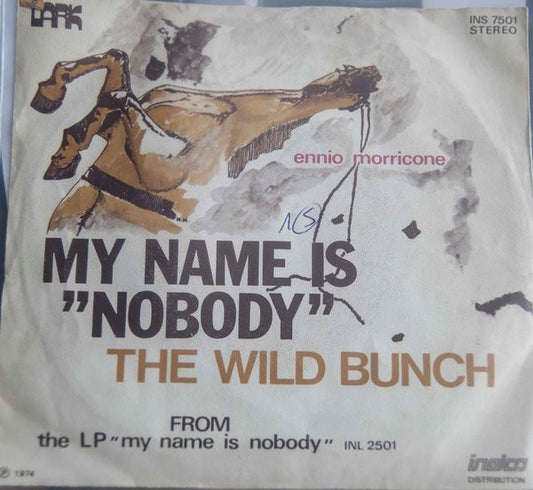 LARK
INS 7501
STEREO
ennio morricone
MY NAME IS
”NOBODY”
THE WILD BUNCH
FROM
the LP “my name is nobody” INL 2501
℗ 1974
inelco
DISTRIBUTION